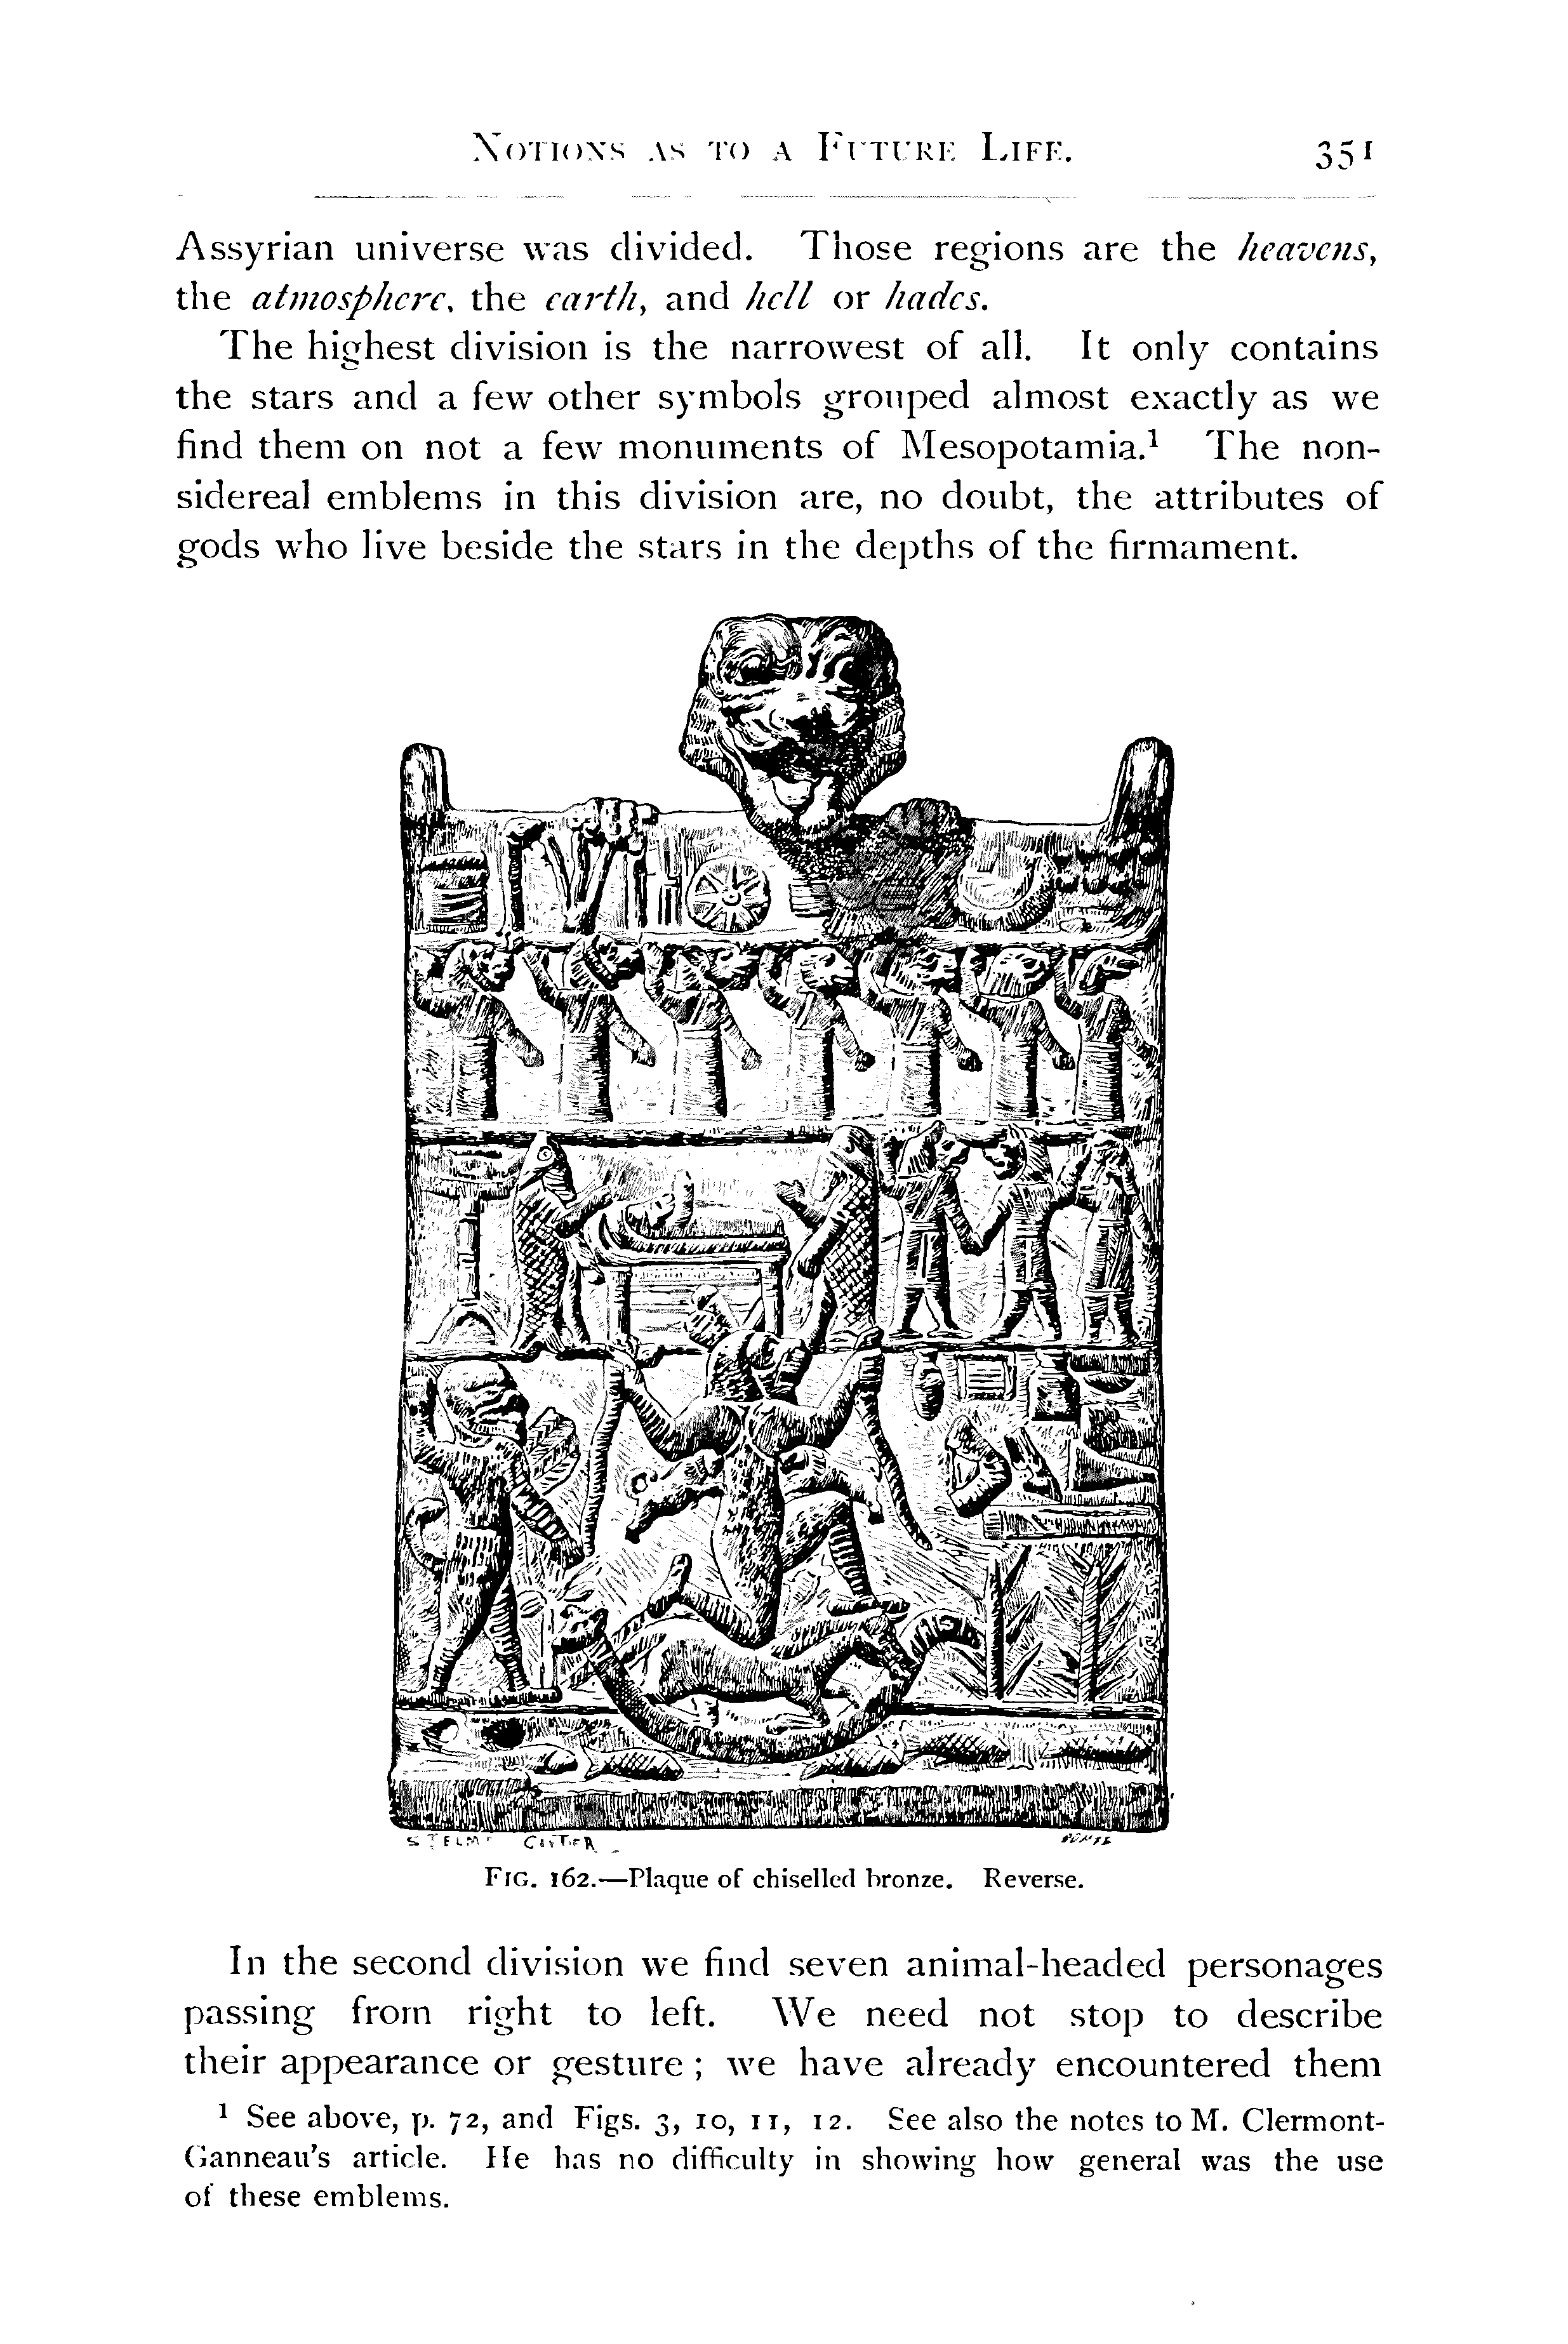 NOTIONS AS TO A FUTURE LIFE. 351
Assyrian universe was divided. Those regions are the heavens,
the atmosphere, the earth, and hell or hades.
The highest division is the narrowest of all. It only contains
the stars and a few other symbols grouped almost exactly as we
find them on not a few monuments of Mesopotamia.¹ The non-
sidereal emblems in this division are, no doubt, the attributes of
gods who live beside the stars in the depths of the firmament.
FIG. 162.—Plaque of chiselled bronze. Reverse.
In the second division we find seven animal-headed personages
passing from right to left. We need not stop to describe
their appearance or gesture ; we have already encountered them
¹ See above, p. 72, and Figs. 3, 10, 11, 12. See also the notes to M. Clermont-
Ganneau's article. He has no difficulty in showing how general was the use
of these emblems.